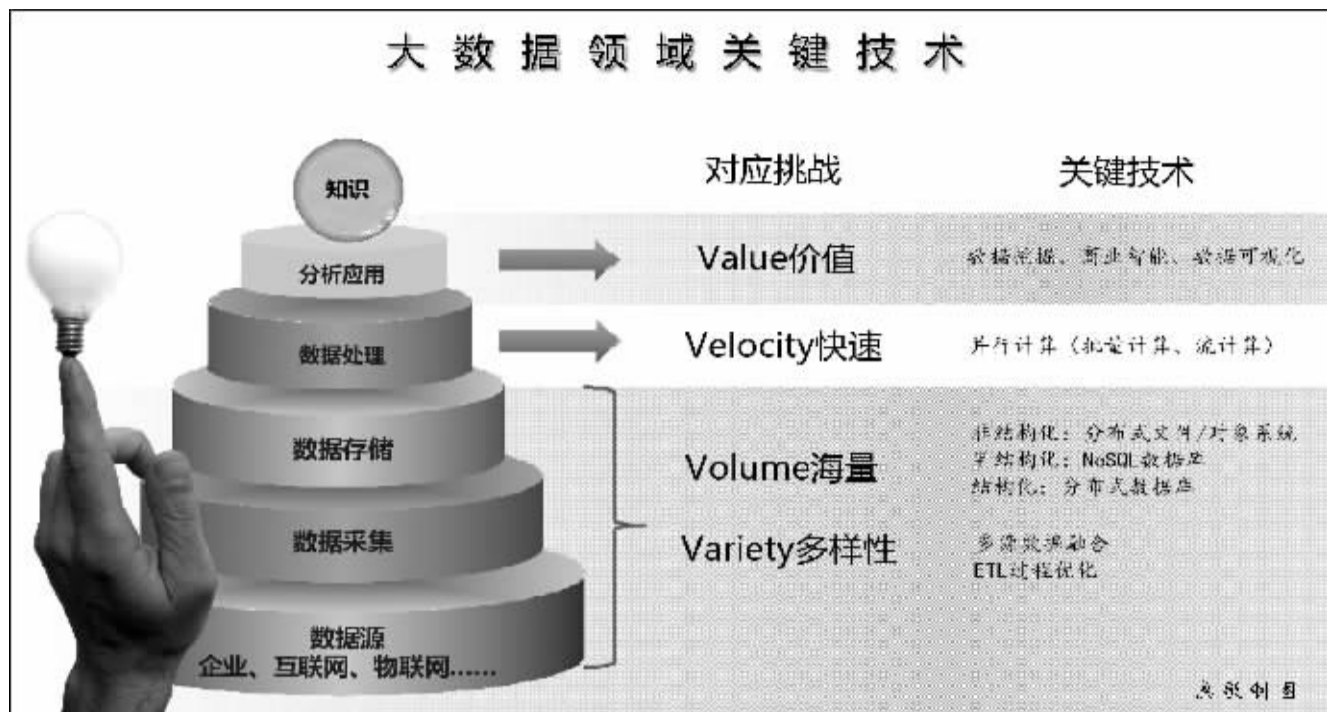 大数据领域关键技术
对应挑战
关键技术
知识
分析应用
Value价值
数据挖掘、商业智能、数据可视化
数据处理
Velocity快速
并行计算（批量计算、流计算）
数据存储
数据采集
数据源
企业、互联网、物联网……
Volume海量
非结构化：分布式文件/对象系统
半结构化：NoSQL数据库
结构化：分布式数据库
Variety多样性
多源数据融合
ETL过程优化
制图